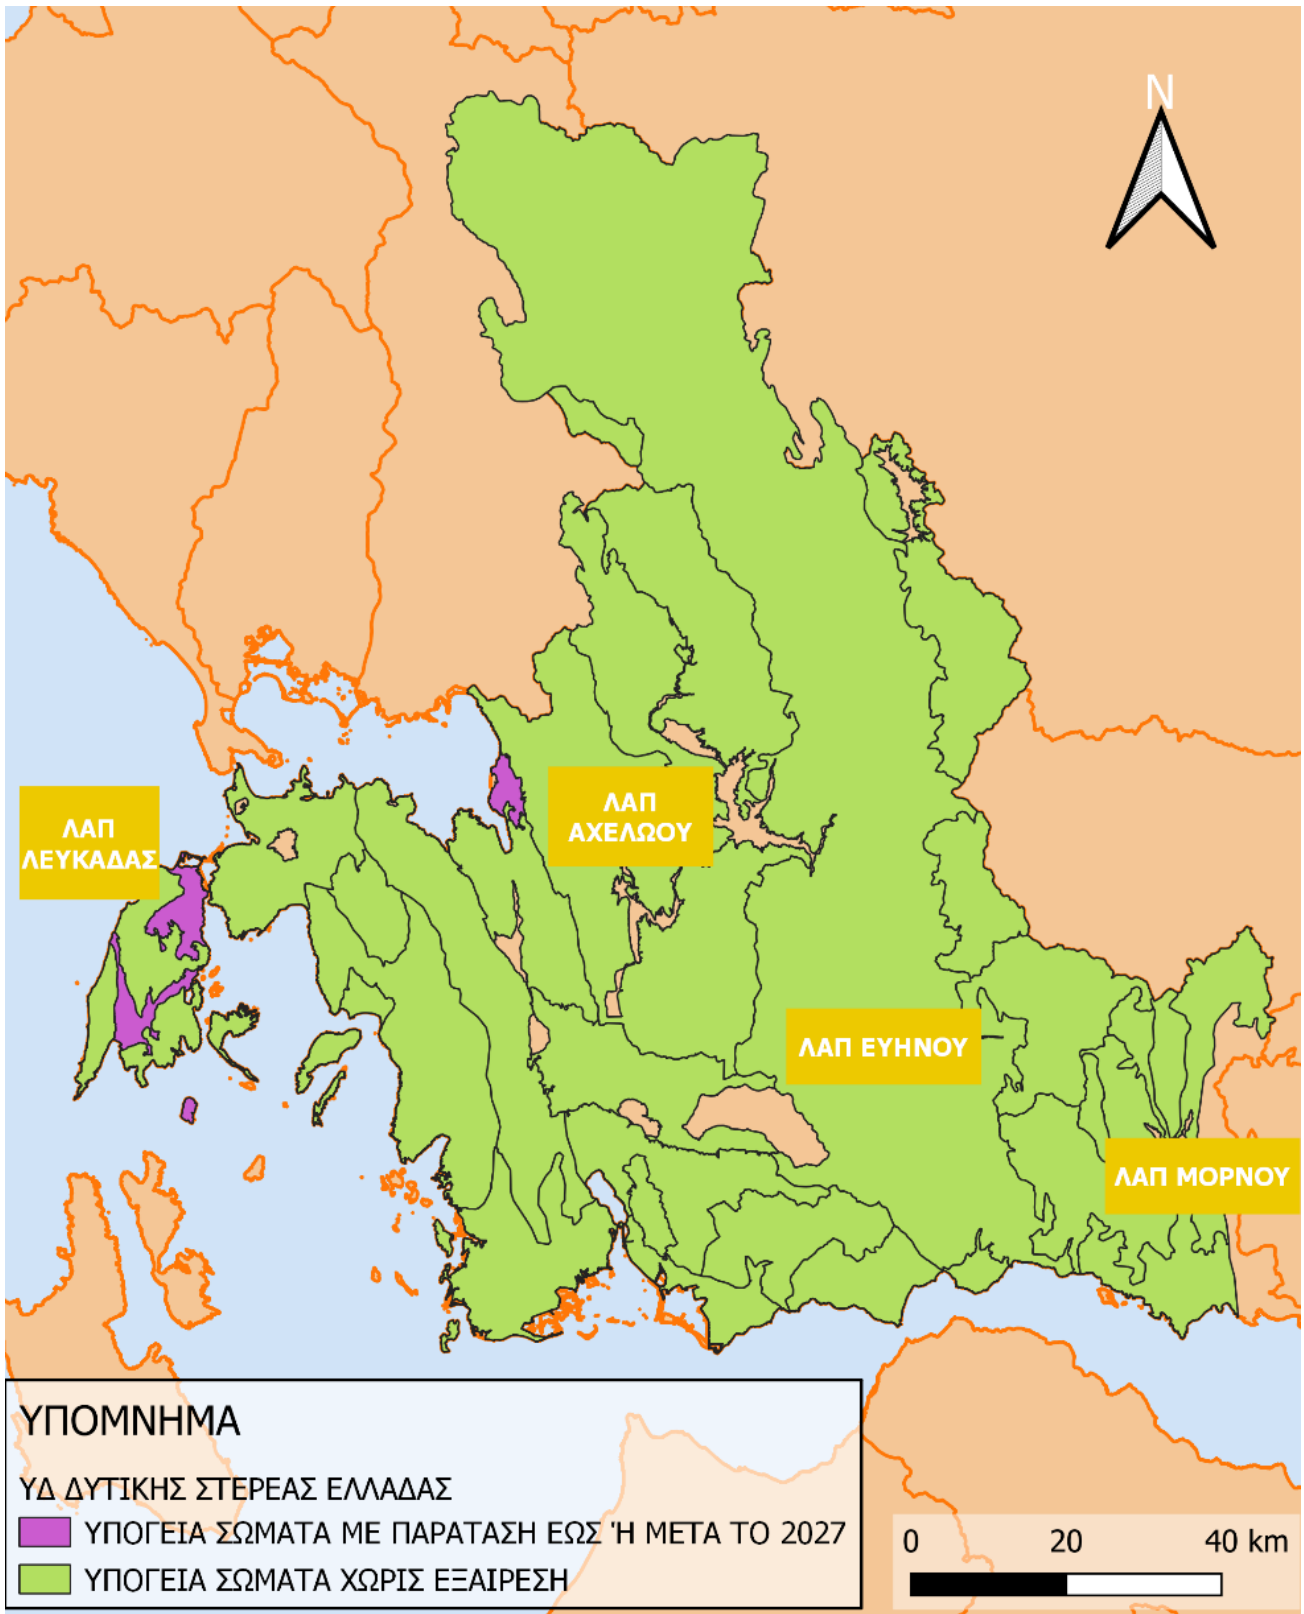 N
ΛΑΠ
ΛΕΥΚΑΔΑΣ
ΛΑΠ
ΑΧΕΛΩΟΥ
ΛΑΠ ΕΥΗΝΟΥ
ΛΑΠ ΜΟΡΝΟΥ
ΥΠΟΜΝΗΜΑ
ΥΔ ΔΥΤΙΚΗΣ ΣΤΕΡΕΑΣ ΕΛΛΑΔΑΣ
ΥΠΟΓΕΙΑ ΣΩΜΑΤΑ ΜΕ ΠΑΡΑΤΑΣΗ ΕΩΣ Ή ΜΕΤΑ ΤΟ 2027
ΥΠΟΓΕΙΑ ΣΩΜΑΤΑ ΧΩΡΙΣ ΕΞΑΙΡΕΣΗ
0 20 40 km